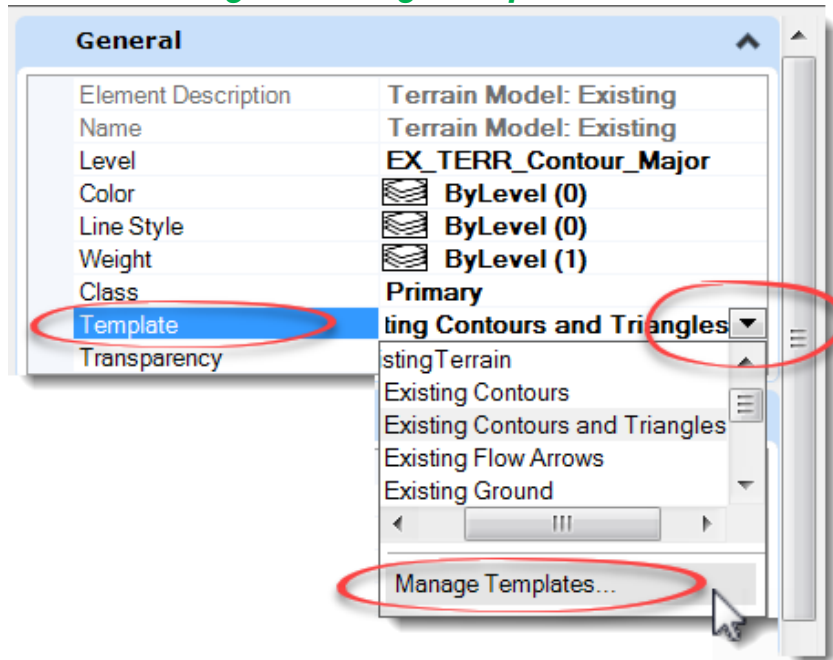 General
Element Description Terrain Model: Existing
Name Terrain Model: Existing
Level EX_TERR_Contour_Major
Color ByLevel (0)
Line Style ByLevel (0)
Weight ByLevel (1)
Class Primary
Template ting Contours and Triangles
Transparency stingTerrain
Existing Contours
Existing Contours and Triangles
Existing Flow Arrows
Existing Ground
Manage Templates...